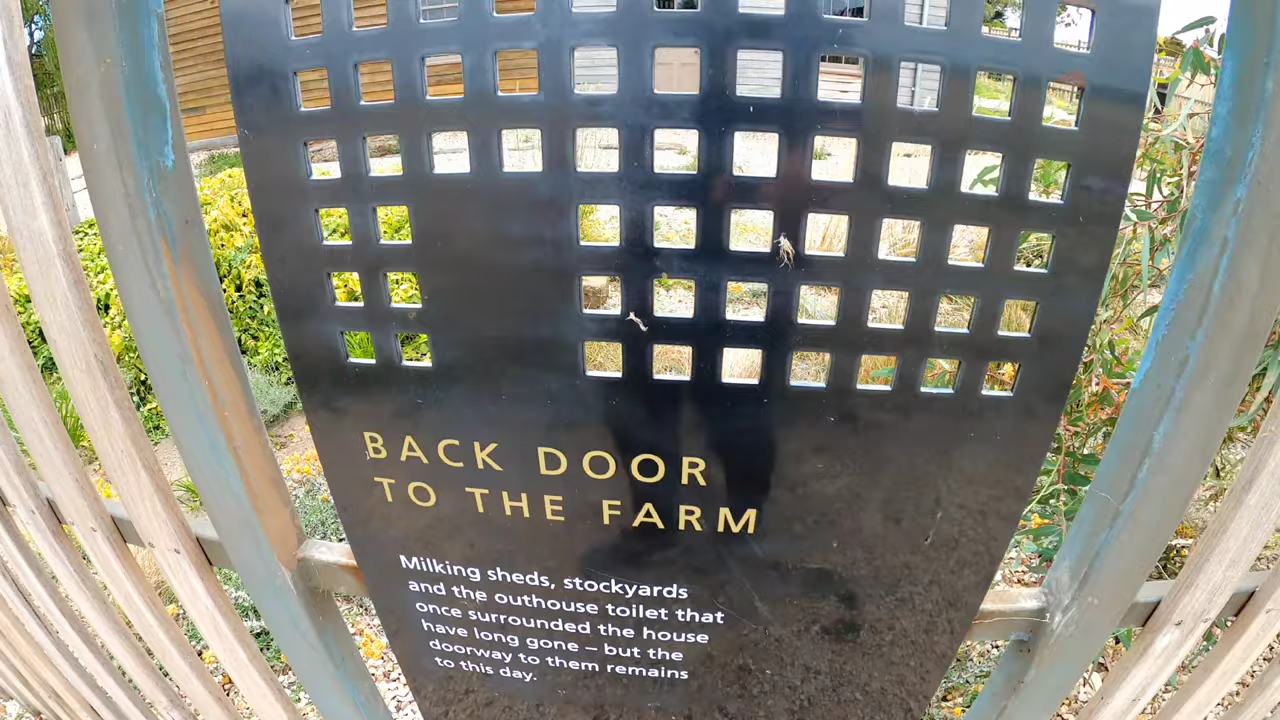 BACK DOOR
TO THE FARM
Milking sheds, stockyards
and the outhouse toilet that
once surrounded the house
have long gone – but the
doorway to them remains
to this day.